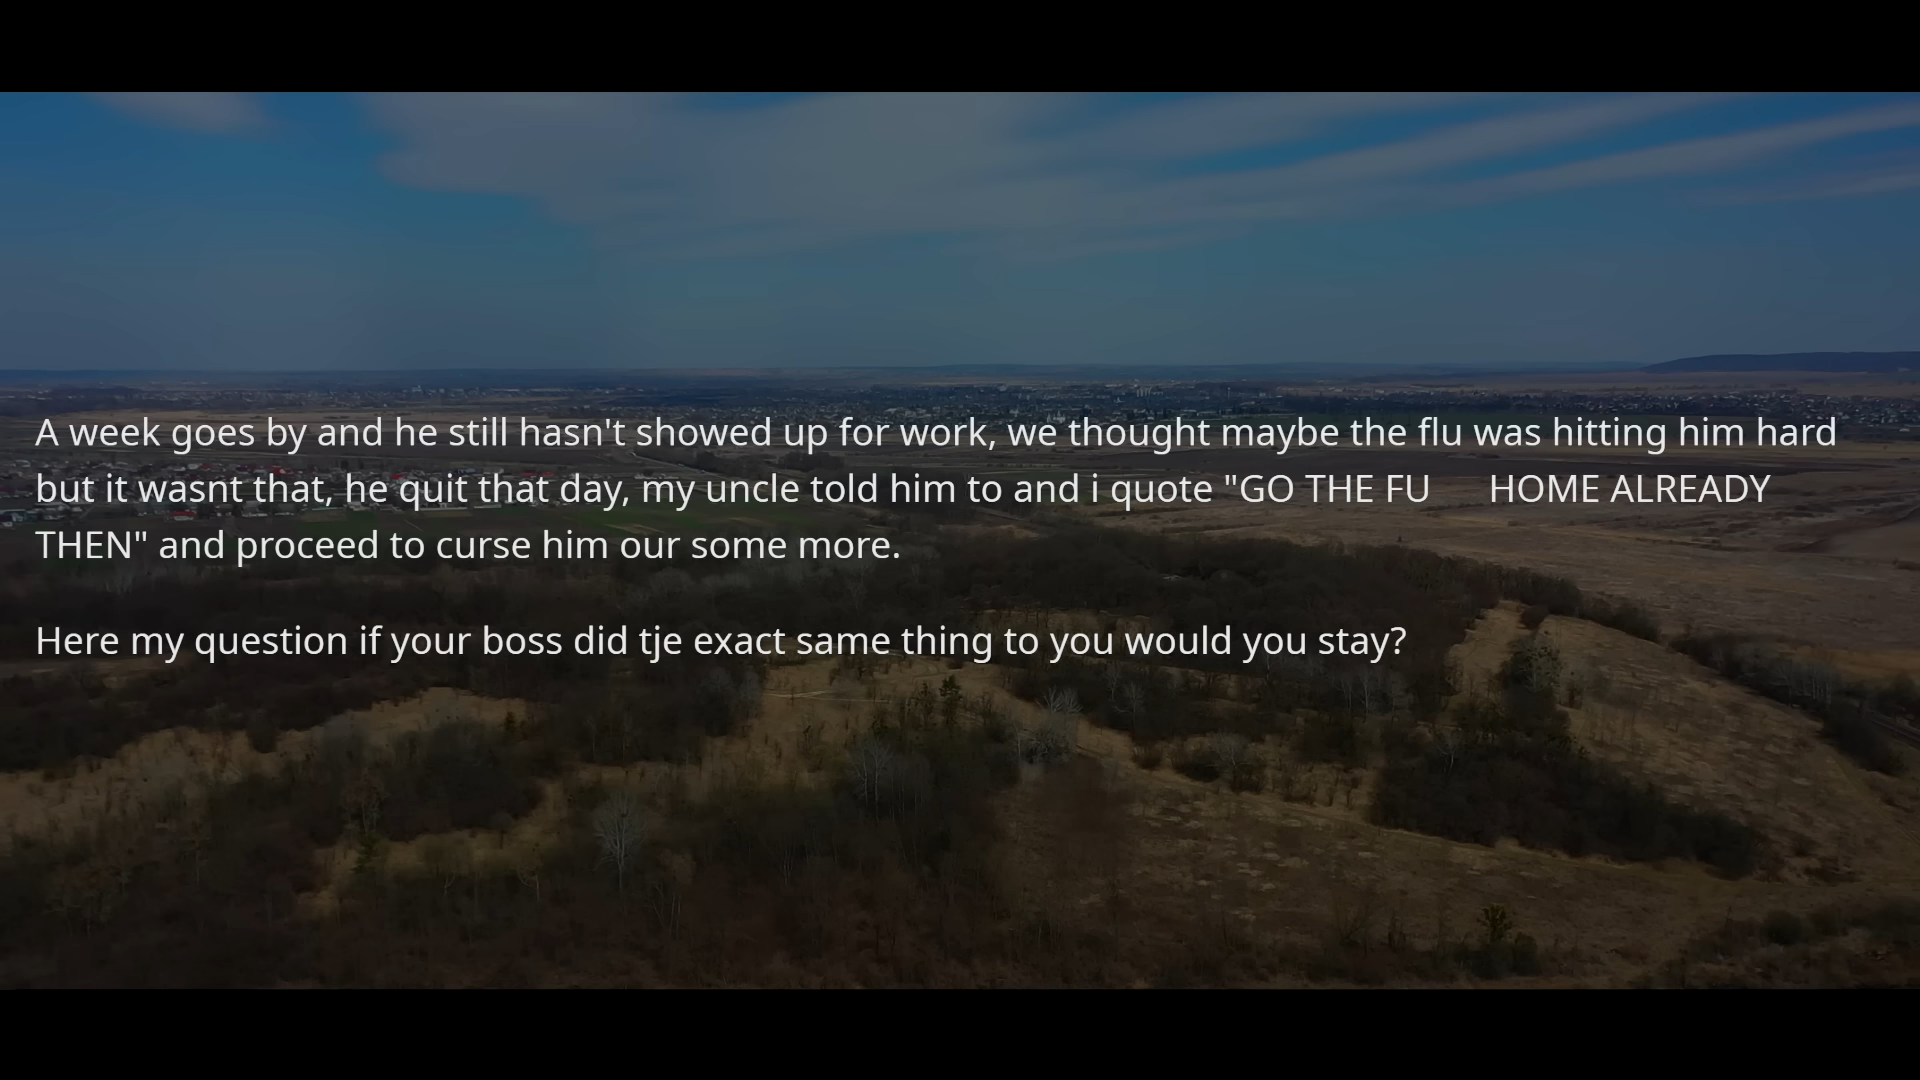 A week goes by and he still hasn't showed up for work, we thought maybe the flu was hitting him hard
but it wasnt that, he quit that day, my uncle told him to and i quote "GO THE FU HOME ALREADY
THEN" and proceed to curse him our some more.
Here my question if your boss did tje exact same thing to you would you stay?